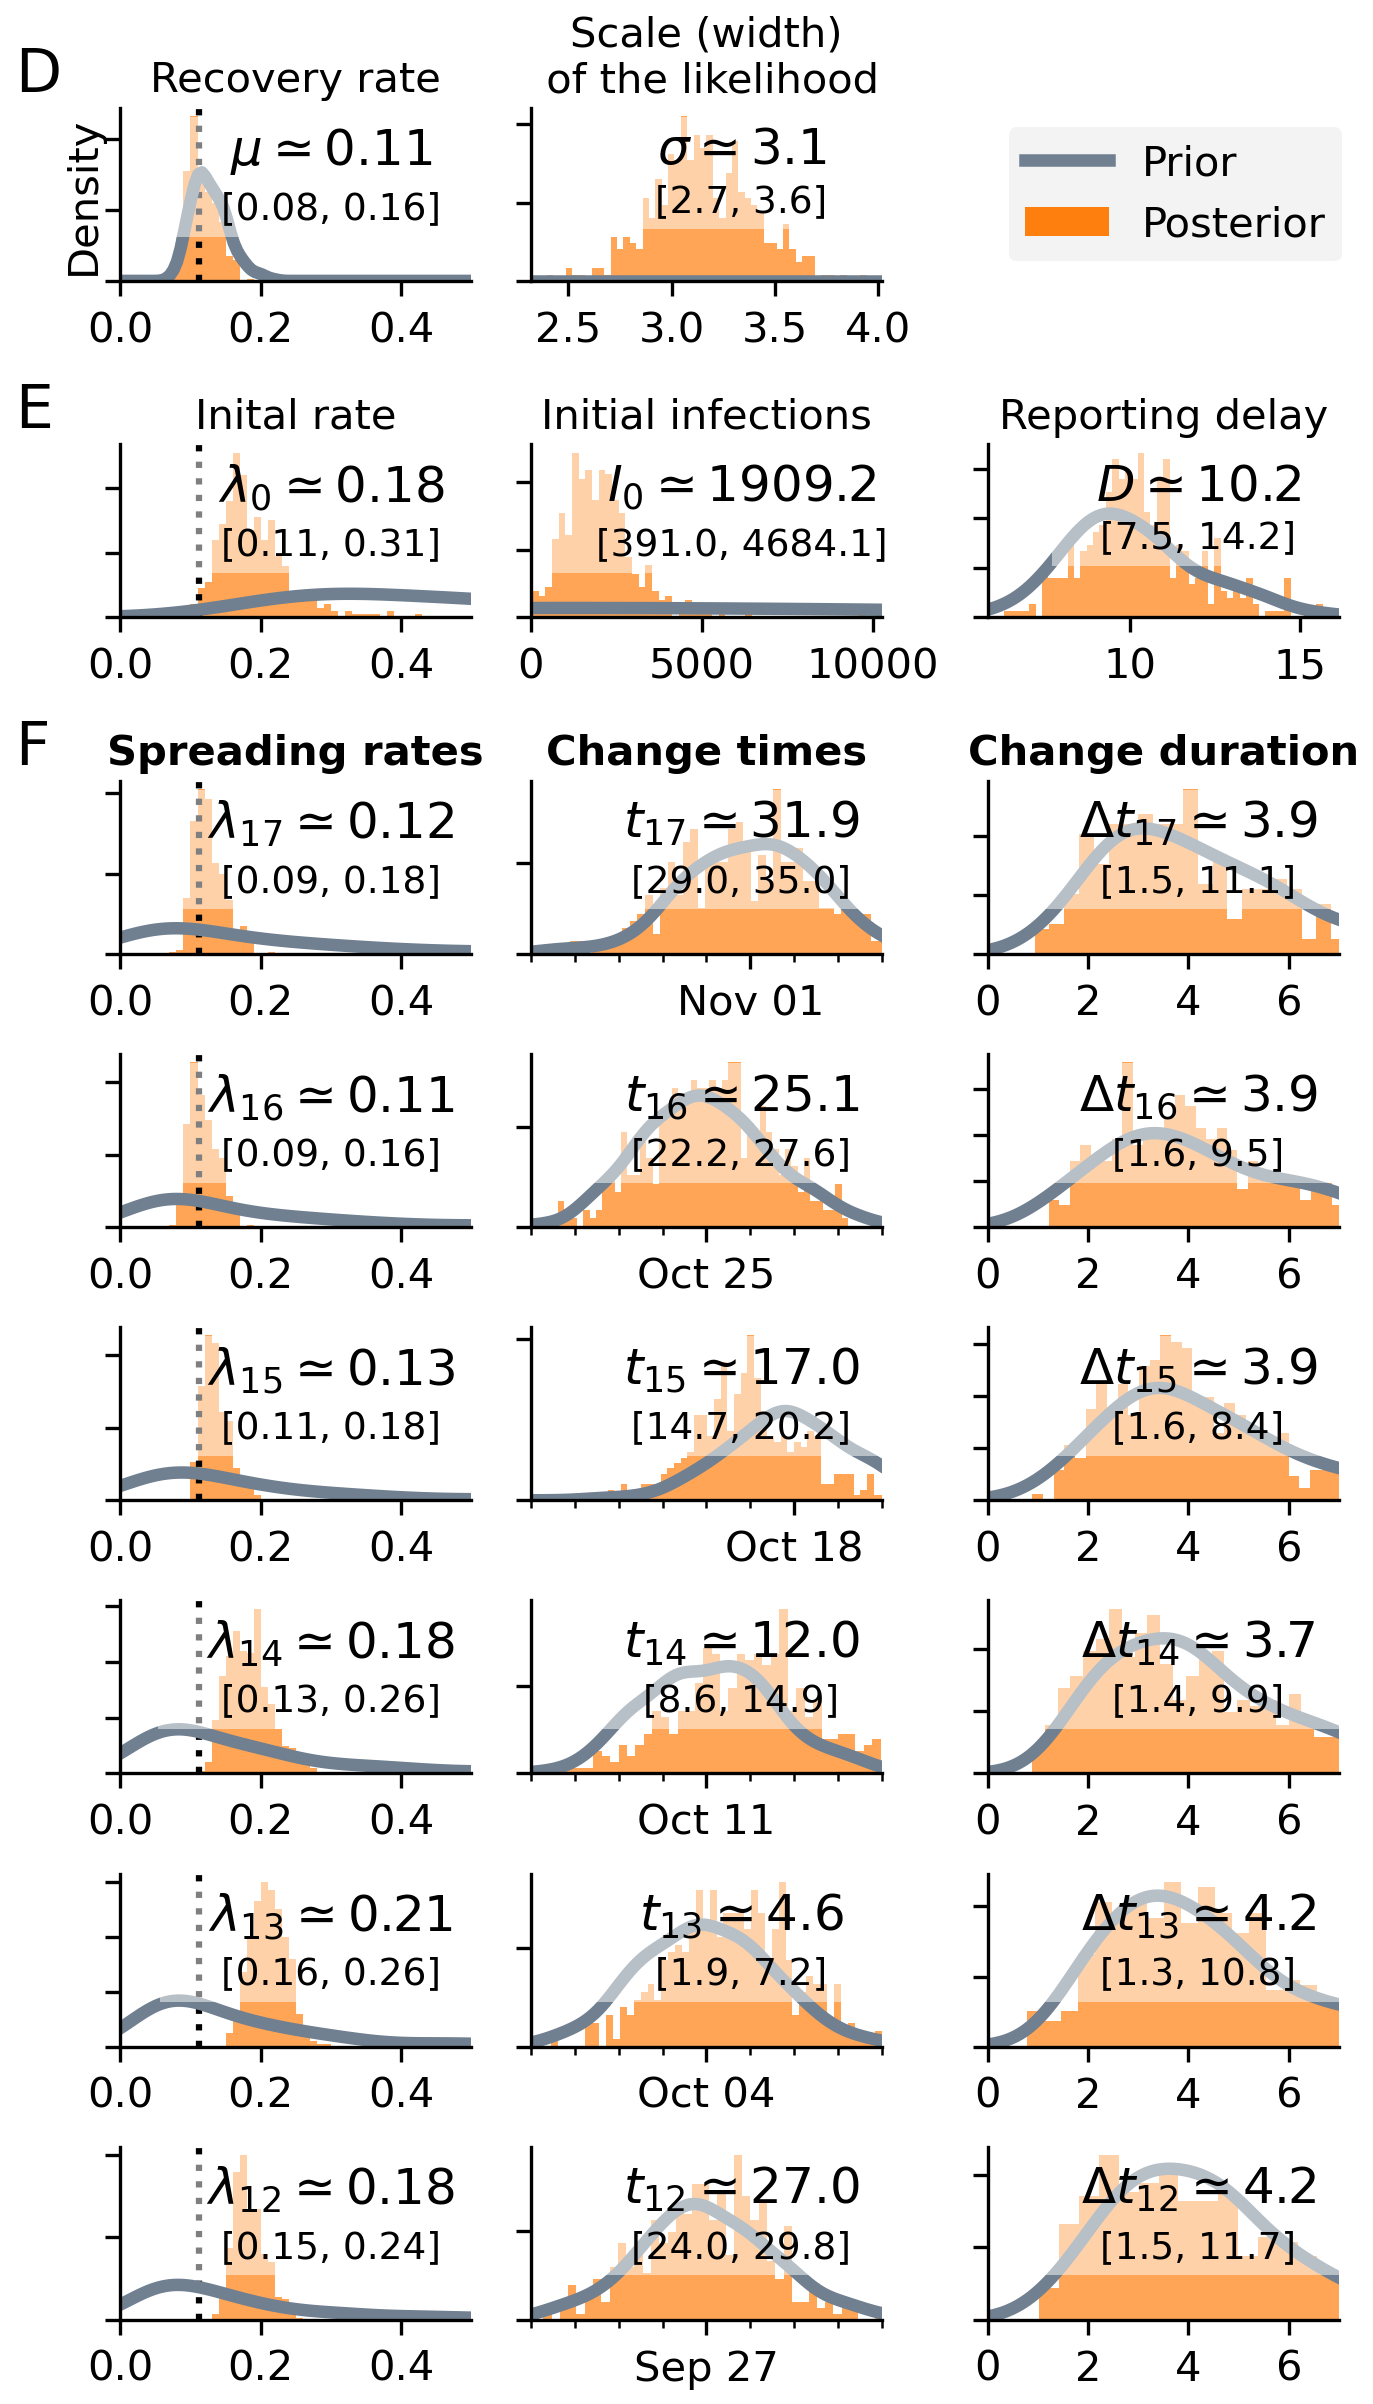 D
Recovery rate
Scale (width)
of the likelihood
Density
μ ≃ 0.11
[0.08, 0.16]
0.0 0.2 0.4
σ ≃ 3.1
[2.7, 3.6]
2.5 3.0 3.5 4.0
Prior
Posterior
E
Inital rate
Initial infections
Reporting delay
λ0 ≃ 0.18
[0.11, 0.31]
0.0 0.2 0.4
I0 ≃ 1909.2
[391.0, 4684.1]
0 5000 10000
D ≃ 10.2
[7.5, 14.2]
10 15
F
Spreading rates
Change times
Change duration
λ17 ≃ 0.12
[0.09, 0.18]
0.0 0.2 0.4
t17 ≃ 31.9
[29.0, 35.0]
Nov 01
Δt17 ≃ 3.9
[1.5, 11.1]
0 2 4 6
λ16 ≃ 0.11
[0.09, 0.16]
0.0 0.2 0.4
t16 ≃ 25.1
[22.2, 27.6]
Oct 25
Δt16 ≃ 3.9
[1.6, 9.5]
0 2 4 6
λ15 ≃ 0.13
[0.11, 0.18]
0.0 0.2 0.4
t15 ≃ 17.0
[14.7, 20.2]
Oct 18
Δt15 ≃ 3.9
[1.6, 8.4]
0 2 4 6
λ14 ≃ 0.18
[0.13, 0.26]
0.0 0.2 0.4
t14 ≃ 12.0
[8.6, 14.9]
Oct 11
Δt14 ≃ 3.7
[1.4, 9.9]
0 2 4 6
λ13 ≃ 0.21
[0.16, 0.26]
0.0 0.2 0.4
t13 ≃ 4.6
[1.9, 7.2]
Oct 04
Δt13 ≃ 4.2
[1.3, 10.8]
0 2 4 6
λ12 ≃ 0.18
[0.15, 0.24]
0.0 0.2 0.4
t12 ≃ 27.0
[24.0, 29.8]
Sep 27
Δt12 ≃ 4.2
[1.5, 11.7]
0 2 4 6